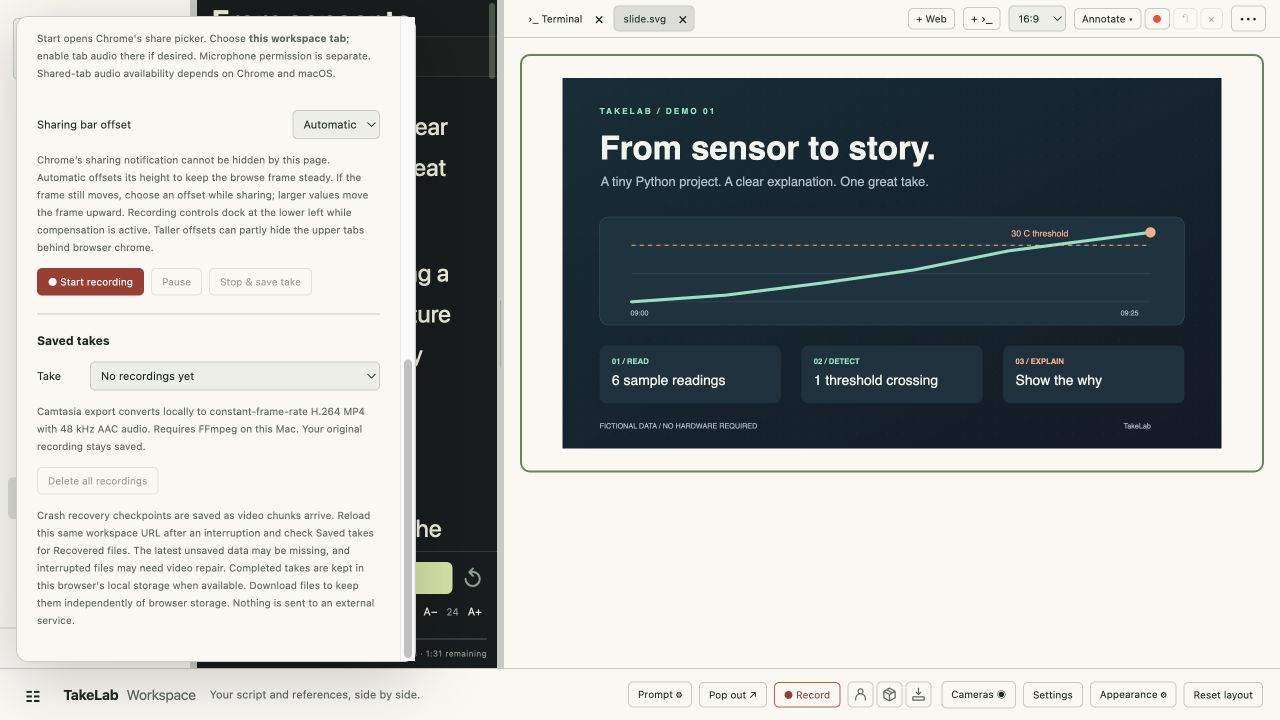 Start opens Chrome's share picker. Choose this workspace tab;
enable tab audio there if desired. Microphone permission is separate.
Shared-tab audio availability depends on Chrome and macOS.
Sharing bar offset
Automatic
Chrome's sharing notification cannot be hidden by this page.
Automatic offsets its height to keep the browse frame steady. If the
frame still moves, choose an offset while sharing; larger values move
the frame upward. Recording controls dock at the lower left while
compensation is active. Taller offsets can partly hide the upper tabs
behind browser chrome.
Start recording
Pause
Stop & save take
Saved takes
Take
No recordings yet
Camtasia export converts locally to constant-frame-rate H.264 MP4
with 48 kHz AAC audio. Requires FFmpeg on this Mac. Your original
recording stays saved.
Delete all recordings
Crash recovery checkpoints are saved as video chunks arrive. Reload
this same workspace URL after an interruption and check Saved takes
for Recovered files. The latest unsaved data may be missing, and
interrupted files may need video repair. Completed takes are kept in
this browser's local storage when available. Download files to keep
them independently of browser storage. Nothing is sent to an external
service.
A− 24 A+
1:31 remaining
>_ Terminal ×
slide.svg ×
+ Web
+ >_
16:9
Annotate
TAKELAB / DEMO 01
From sensor to story.
A tiny Python project. A clear explanation. One great take.
30 C threshold
09:00
09:25
01 / READ
6 sample readings
02 / DETECT
1 threshold crossing
03 / EXPLAIN
Show the why
FICTIONAL DATA / NO HARDWARE REQUIRED
TakeLab
TakeLab Workspace
Your script and references, side by side.
Prompt
Pop out ↗
Record
Cameras
Settings
Appearance
Reset layout